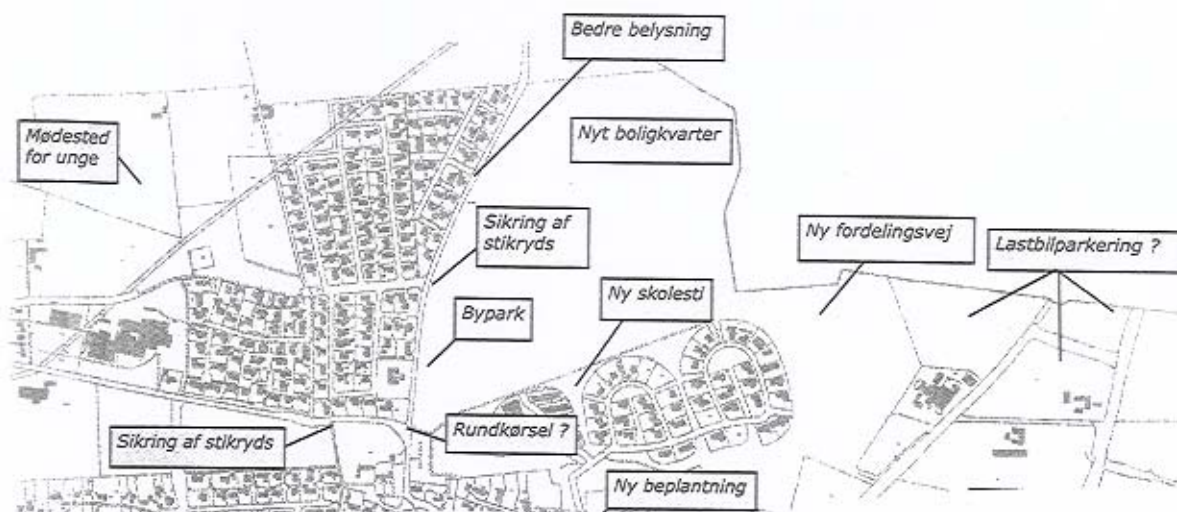 Bedre belysning
Mødested
for unge
Nyt boligkvarter
Sikring af
stikryds
Ny fordelingsvej
Lastbilparkering ?
Ny skolesti
Bypark
Sikring af stikryds
Rundkørsel ?
Ny beplantning